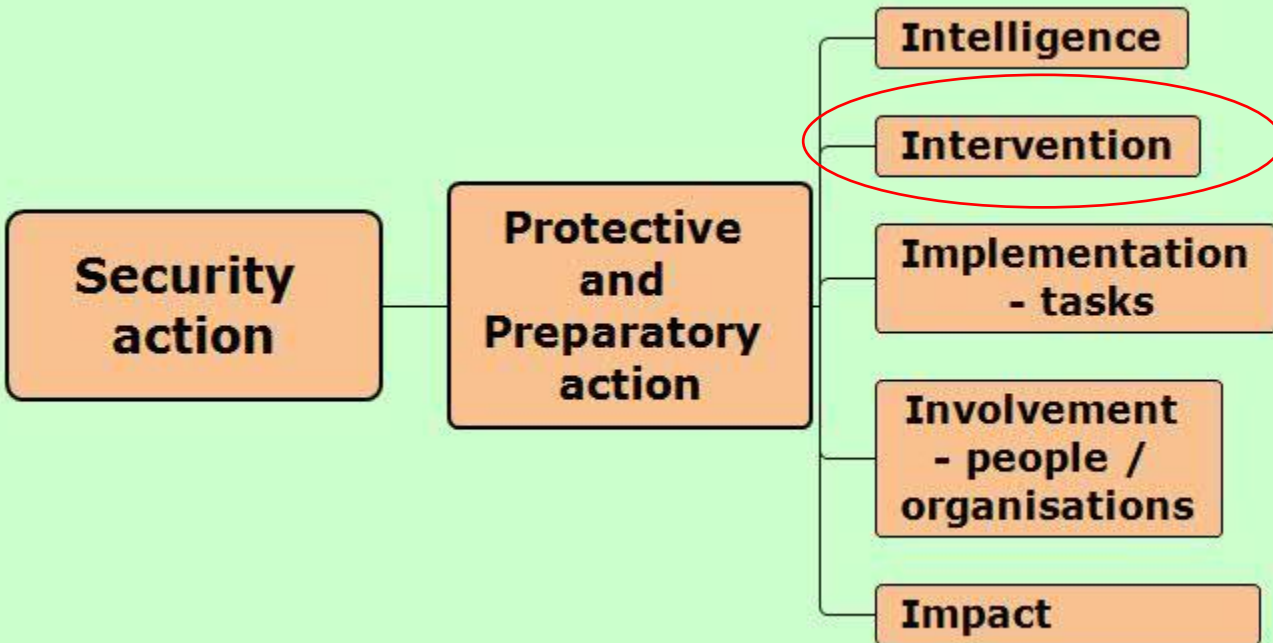 Security
action
Protective
and
Preparatory
action
Intelligence
Intervention
Implementation
- tasks
Involvement
- people /
organisations
Impact